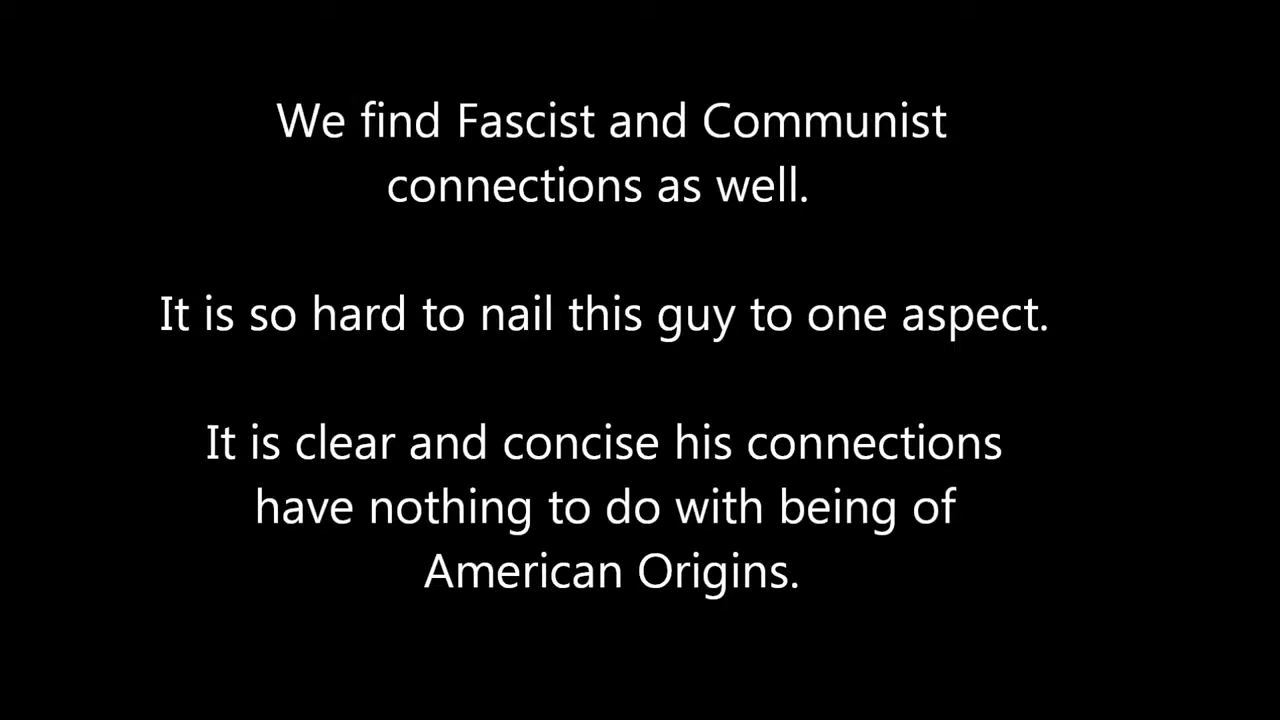 We find Fascist and Communist
connections as well.
It is so hard to nail this guy to one aspect.
It is clear and concise his connections
have nothing to do with being of
American Origins.